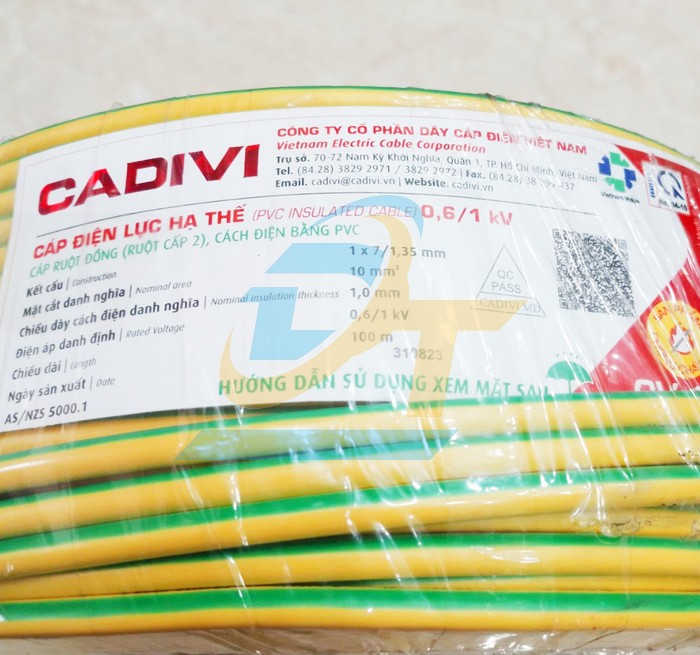 CADIVI
CÔNG TY CỔ PHẦN DÂY CÁP ĐIỆN VIỆT NAM
Vietnam Electric Cable Corporation
Trụ sở. 70-72 Nam Kỳ Khởi Nghĩa, Quận 1, TP. Hồ Chí Minh, Việt Nam
Tel. (84.28) 3829 2971 / 3829 2972 | Fax. (84.28)
Email. cadivi@cadivi.vn | Website. cadivi.vn
CÁP ĐIỆN LỰC HẠ THẾ (PVC INSULATED CABLE) 0,6/1 kV
CÁP RUỘT ĐỒNG (RUỘT CẤP 2), CÁCH ĐIỆN BẰNG PVC
Kết cấu | Construction 1 x 7/1,35 mm
Mặt cắt danh nghĩa | Nominal area 10 mm²
Chiều dày cách điện danh nghĩa | Nominal insulation thickness 1,0 mm
Điện áp danh định | Rated Voltage 0,6/1 kV
Chiều dài | Length 100 m
Ngày sản xuất | Date 310823
AS/NZS 5000.1
HƯỚNG DẪN SỬ DỤNG XEM MẶT SAU
QC
PASS
CADIVI MD
DT